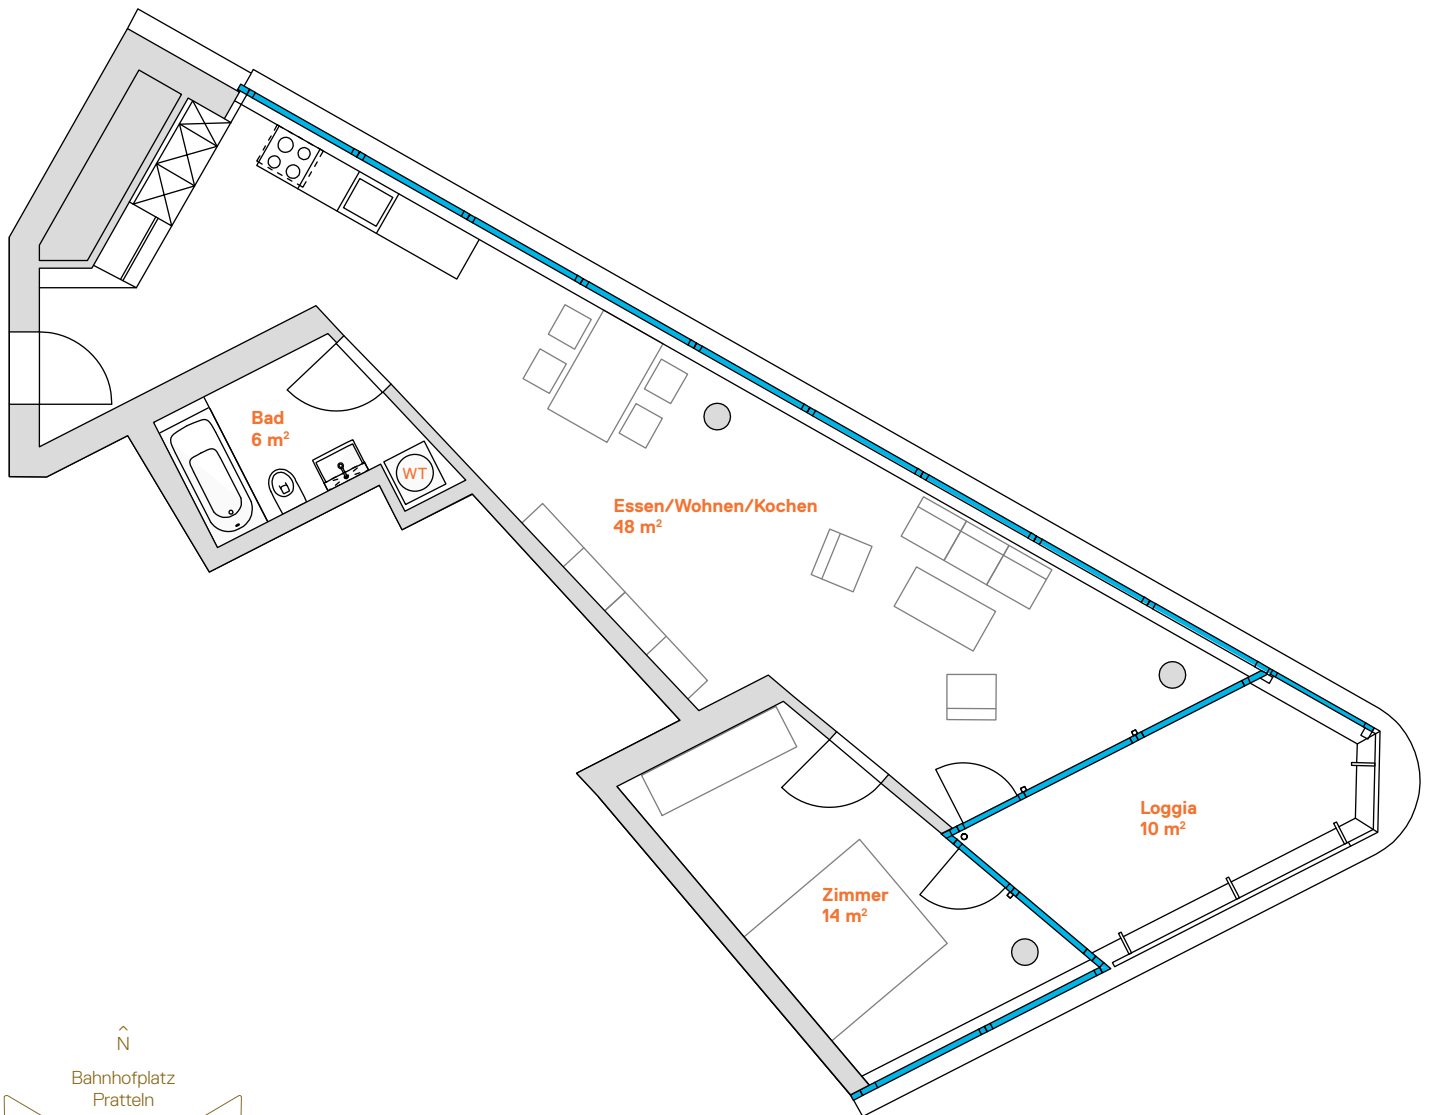 Bad
6 m²
WT
Essen/Wohnen/Kochen
48 m²
Loggia
10 m²
Zimmer
14 m²
N
Bahnhofplatz
Pratteln